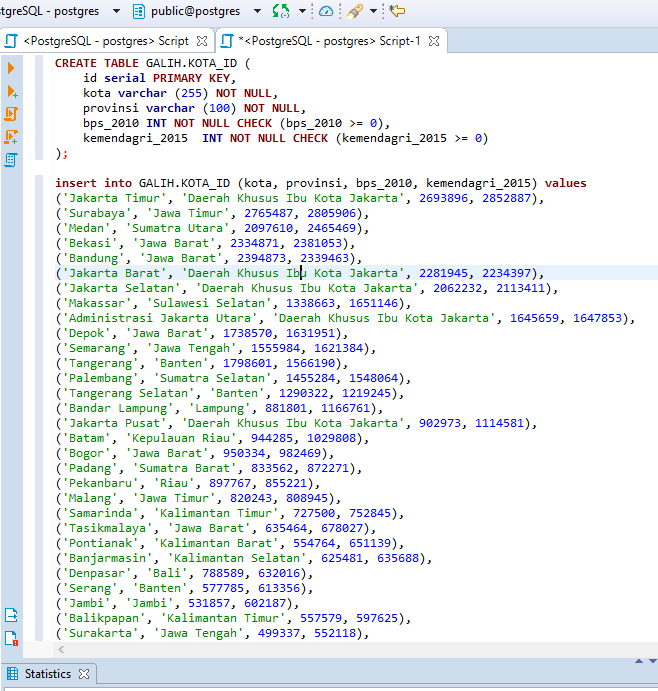 stgreSQL - postgres public@postgres
<PostgreSQL - postgres> Script *<PostgreSQL - postgres> Script-1
CREATE TABLE GALIH.KOTA_ID (
id serial PRIMARY KEY,
kota varchar (255) NOT NULL,
provinsi varchar (100) NOT NULL,
bps_2010 INT NOT NULL CHECK (bps_2010 >= 0),
kemendagri_2015  INT NOT NULL CHECK (kemendagri_2015 >= 0)
);
insert into GALIH.KOTA_ID (kota, provinsi, bps_2010, kemendagri_2015) values
('Jakarta Timur', 'Daerah Khusus Ibu Kota Jakarta', 2693896, 2852887),
('Surabaya', 'Jawa Timur', 2765487, 2805906),
('Medan', 'Sumatra Utara', 2097610, 2465469),
('Bekasi', 'Jawa Barat', 2334871, 2381053),
('Bandung', 'Jawa Barat', 2394873, 2339463),
('Jakarta Barat', 'Daerah Khusus Ibu Kota Jakarta', 2281945, 2234397),
('Jakarta Selatan', 'Daerah Khusus Ibu Kota Jakarta', 2062232, 2113411),
('Makassar', 'Sulawesi Selatan', 1338663, 1651146),
('Administrasi Jakarta Utara', 'Daerah Khusus Ibu Kota Jakarta', 1645659, 1647853),
('Depok', 'Jawa Barat', 1738570, 1631951),
('Semarang', 'Jawa Tengah', 1555984, 1621384),
('Tangerang', 'Banten', 1798601, 1566190),
('Palembang', 'Sumatra Selatan', 1455284, 1548064),
('Tangerang Selatan', 'Banten', 1290322, 1219245),
('Bandar Lampung', 'Lampung', 881801, 1166761),
('Jakarta Pusat', 'Daerah Khusus Ibu Kota Jakarta', 902973, 1114581),
('Batam', 'Kepulauan Riau', 944285, 1029808),
('Bogor', 'Jawa Barat', 950334, 982469),
('Padang', 'Sumatra Barat', 833562, 872271),
('Pekanbaru', 'Riau', 897767, 855221),
('Malang', 'Jawa Timur', 820243, 808945),
('Samarinda', 'Kalimantan Timur', 727500, 752845),
('Tasikmalaya', 'Jawa Barat', 635464, 678027),
('Pontianak', 'Kalimantan Barat', 554764, 651139),
('Banjarmasin', 'Kalimantan Selatan', 625481, 635688),
('Denpasar', 'Bali', 788589, 632016),
('Serang', 'Banten', 577785, 613356),
('Jambi', 'Jambi', 531857, 602187),
('Balikpapan', 'Kalimantan Timur', 557579, 597625),
('Surakarta', 'Jawa Tengah', 499337, 552118),
Statistics